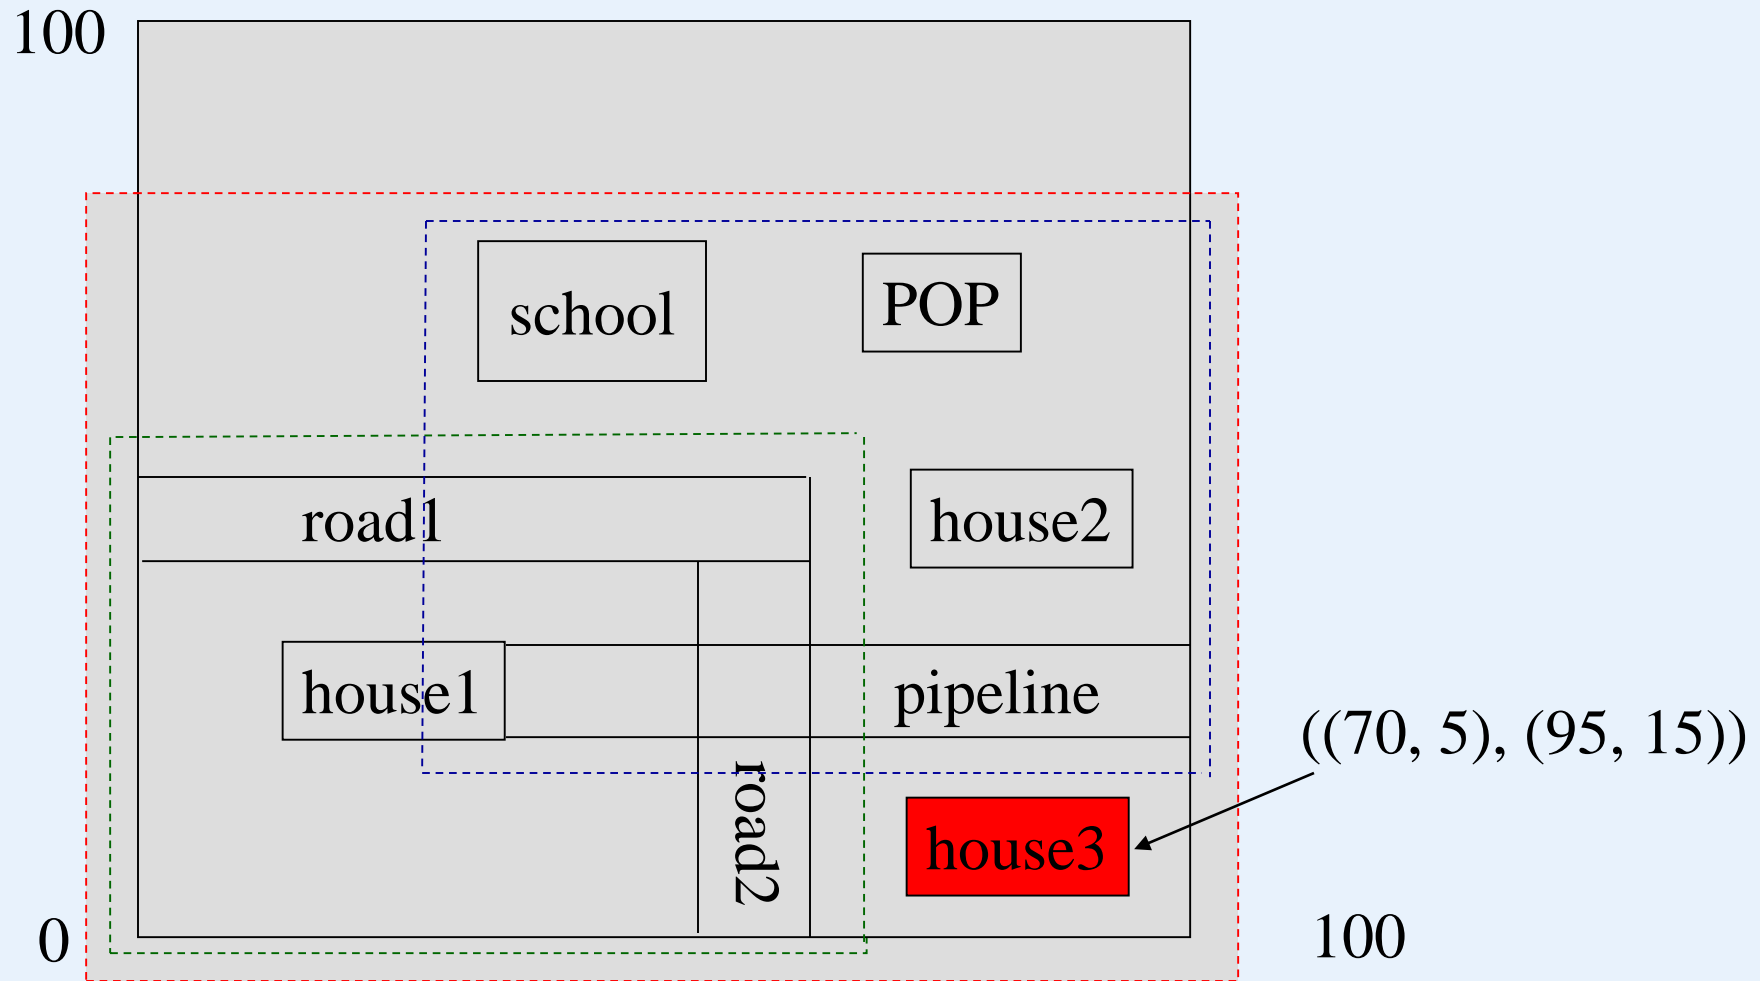 100
school
POP
road1
house2
house1
pipeline
((70, 5), (95, 15))
road2
house3
0
100